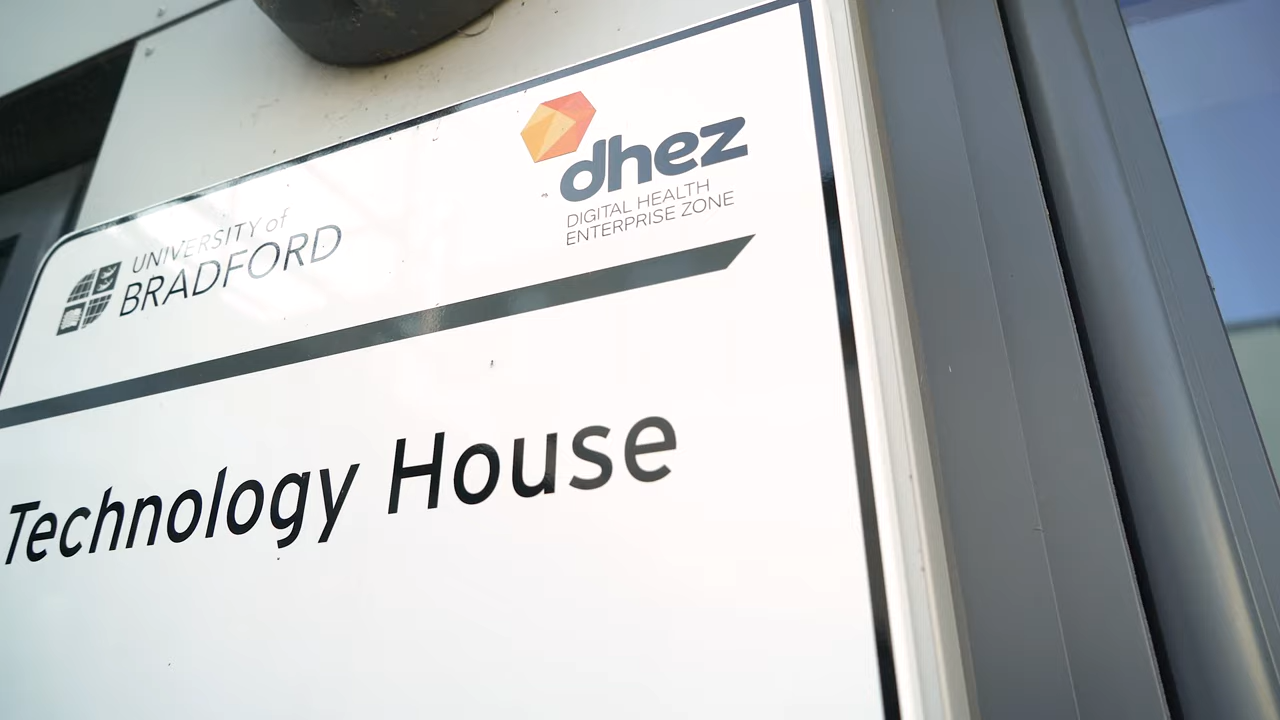 UNIVERSITY of
BRADFORD
dhez
DIGITAL HEALTH
ENTERPRISE ZONE
Technology House